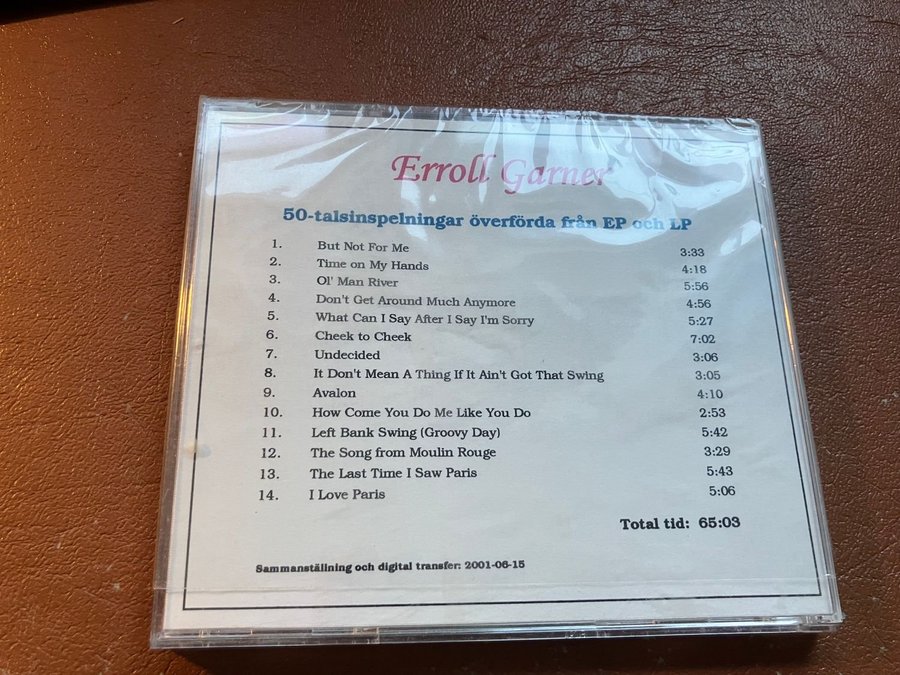 Erroll Garner
50-talsinspelningar överförda från EP och LP
1. But Not For Me 3:33
2. Time on My Hands 4:18
3. Ol' Man River 5:56
4. Don't Get Around Much Anymore 4:56
5. What Can I Say After I Say I'm Sorry 5:27
6. Cheek to Cheek 7:02
7. Undecided 3:06
8. It Don't Mean A Thing If It Ain't Got That Swing 3:05
9. Avalon 4:10
10. How Come You Do Me Like You Do 2:53
11. Left Bank Swing (Groovy Day) 5:42
12. The Song from Moulin Rouge 3:29
13. The Last Time I Saw Paris 5:43
14. I Love Paris 5:06
Total tid: 65:03
Sammanställning och digital transfer: 2001-06-15